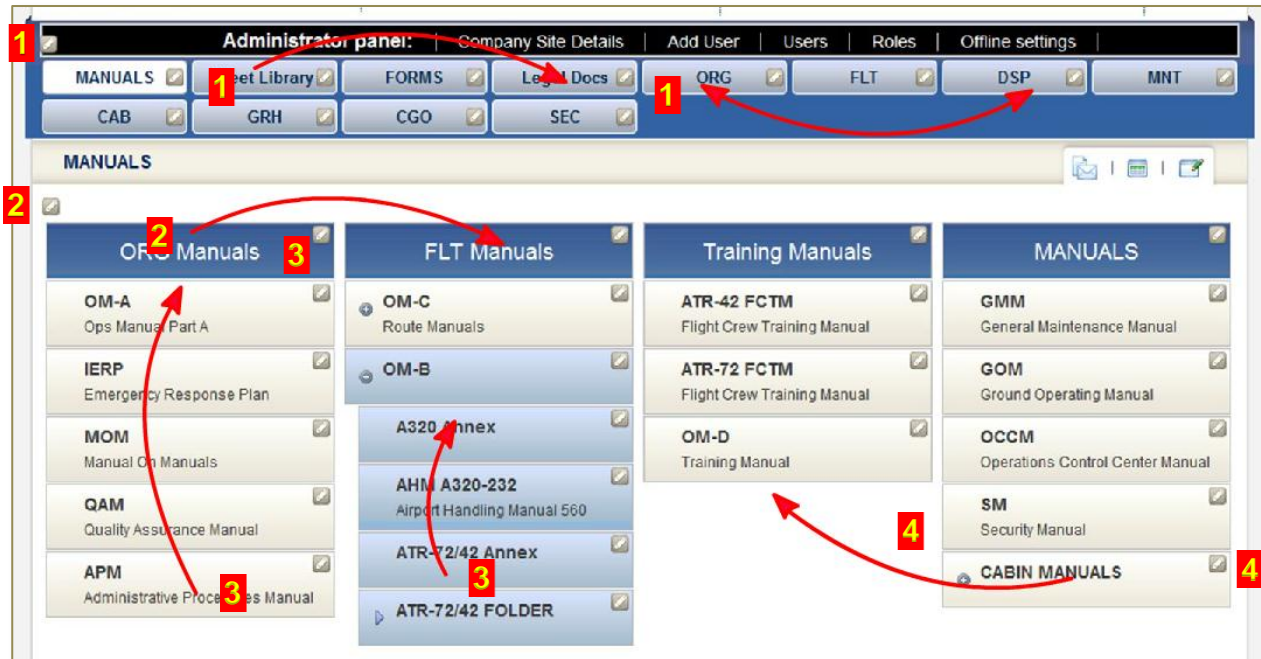 1 Administrator panel: | Company Site Details | Add User | Users | Roles | Offline settings |
MANUALS eet Library FORMS Legal Docs ORG FLT DSP MNT
1 1
CAB GRH CGO SEC
MANUALS
2
2 3
ORG Manuals FLT Manuals Training Manuals MANUALS
OM-A OM-C ATR-42 FCTM GMM
Ops Manual Part A Route Manuals Flight Crew Training Manual General Maintenance Manual
IERP OM-B ATR-72 FCTM GOM
Emergency Response Plan Flight Crew Training Manual Ground Operating Manual
MOM A320 Annex OM-D OCCM
Manual On Manuals Training Manual Operations Control Center Manual
QAM AHM A320-232 SM
Quality Assurance Manual Airport Handling Manual 560 4 Security Manual
APM ATR-72/42 Annex CABIN MANUALS 4
Administrative Procedures Manual 3 3
ATR-72/42 FOLDER